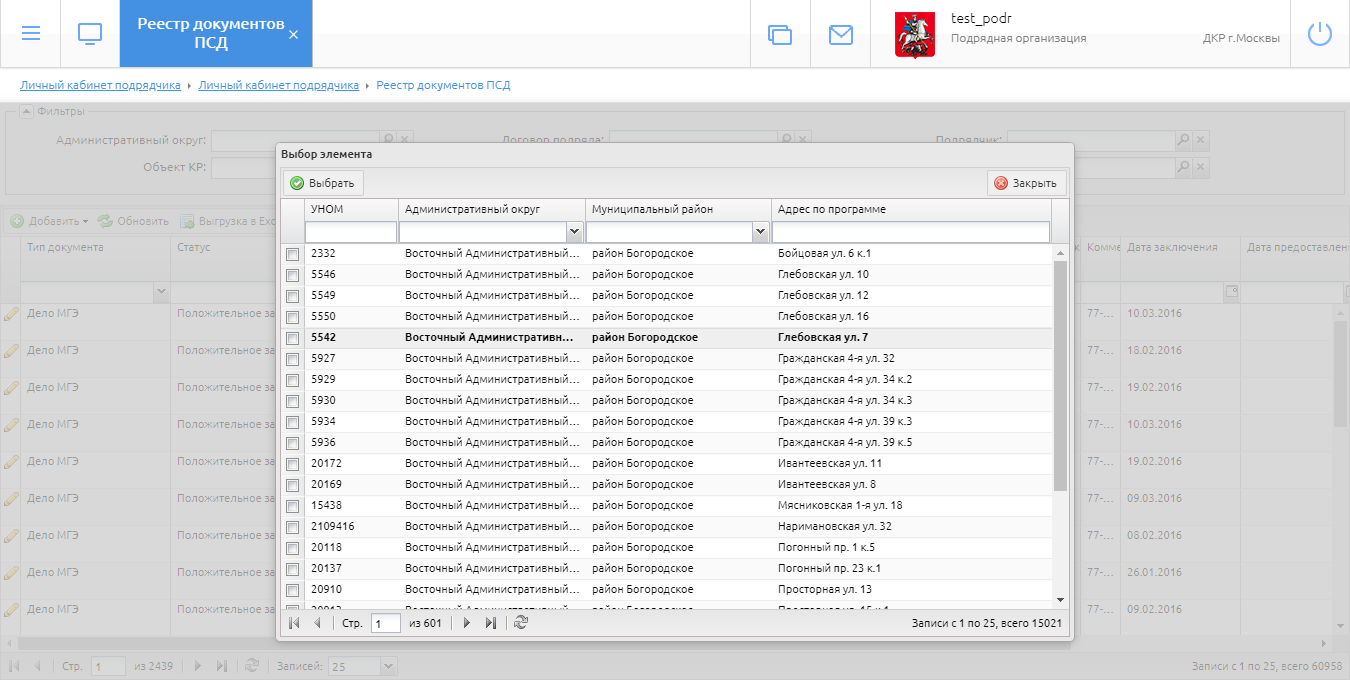 Реестр документов ПСД ×
test_podr
Подрядная организация
ДКР г.Москвы
Личный кабинет подрядчика Личный кабинет подрядчика Реестр документов ПСД
Фильтры
Административный округ: Договор подряда: Подрядчик:
Объект КР:
Выбор элемента
Выбрать Закрыть
Добавить Обновить Выгрузка в Exc
Тип документа Статус Комме Дата заключения Дата предоставлен
УНОМ Административный округ Муниципальный район Адрес по программе
2332 Восточный Административный... район Богородское Бойцовая ул. 6 к.1
5546 Восточный Административный... район Богородское Глебовская ул. 10
5549 Восточный Административный... район Богородское Глебовская ул. 12
5550 Восточный Административный... район Богородское Глебовская ул. 16
5542 Восточный Административн... район Богородское Глебовская ул. 7
5927 Восточный Административный... район Богородское Гражданская 4-я ул. 32
5929 Восточный Административный... район Богородское Гражданская 4-я ул. 34 к.2
5930 Восточный Административный... район Богородское Гражданская 4-я ул. 34 к.3
5934 Восточный Административный... район Богородское Гражданская 4-я ул. 39 к.3
5936 Восточный Административный... район Богородское Гражданская 4-я ул. 39 к.5
20172 Восточный Административный... район Богородское Ивантеевская ул. 11
20169 Восточный Административный... район Богородское Ивантеевская ул. 8
15438 Восточный Административный... район Богородское Мясниковская 1-я ул. 18
2109416 Восточный Административный... район Богородское Наримановская ул. 32
20118 Восточный Административный... район Богородское Погонный пр. 1 к.5
20137 Восточный Административный... район Богородское Погонный пр. 23 к.1
20910 Восточный Административный... район Богородское Просторная ул. 13
Стр. 1 из 601 Записи с 1 по 25, всего 15021
Дело МГЭ Положительное за 77-... 10.03.2016
Дело МГЭ Положительное за 77-... 18.02.2016
Дело МГЭ Положительное за 77-... 19.02.2016
Дело МГЭ Положительное за 77-... 10.03.2016
Дело МГЭ Положительное за 77-... 19.02.2016
Дело МГЭ Положительное за 77-... 09.03.2016
Дело МГЭ Положительное за 77-... 08.02.2016
Дело МГЭ Положительное за 77-... 26.01.2016
Дело МГЭ Положительное за 77-... 09.02.2016
Стр. 1 из 2439 Записей: 25 Записи с 1 по 25, всего 60958